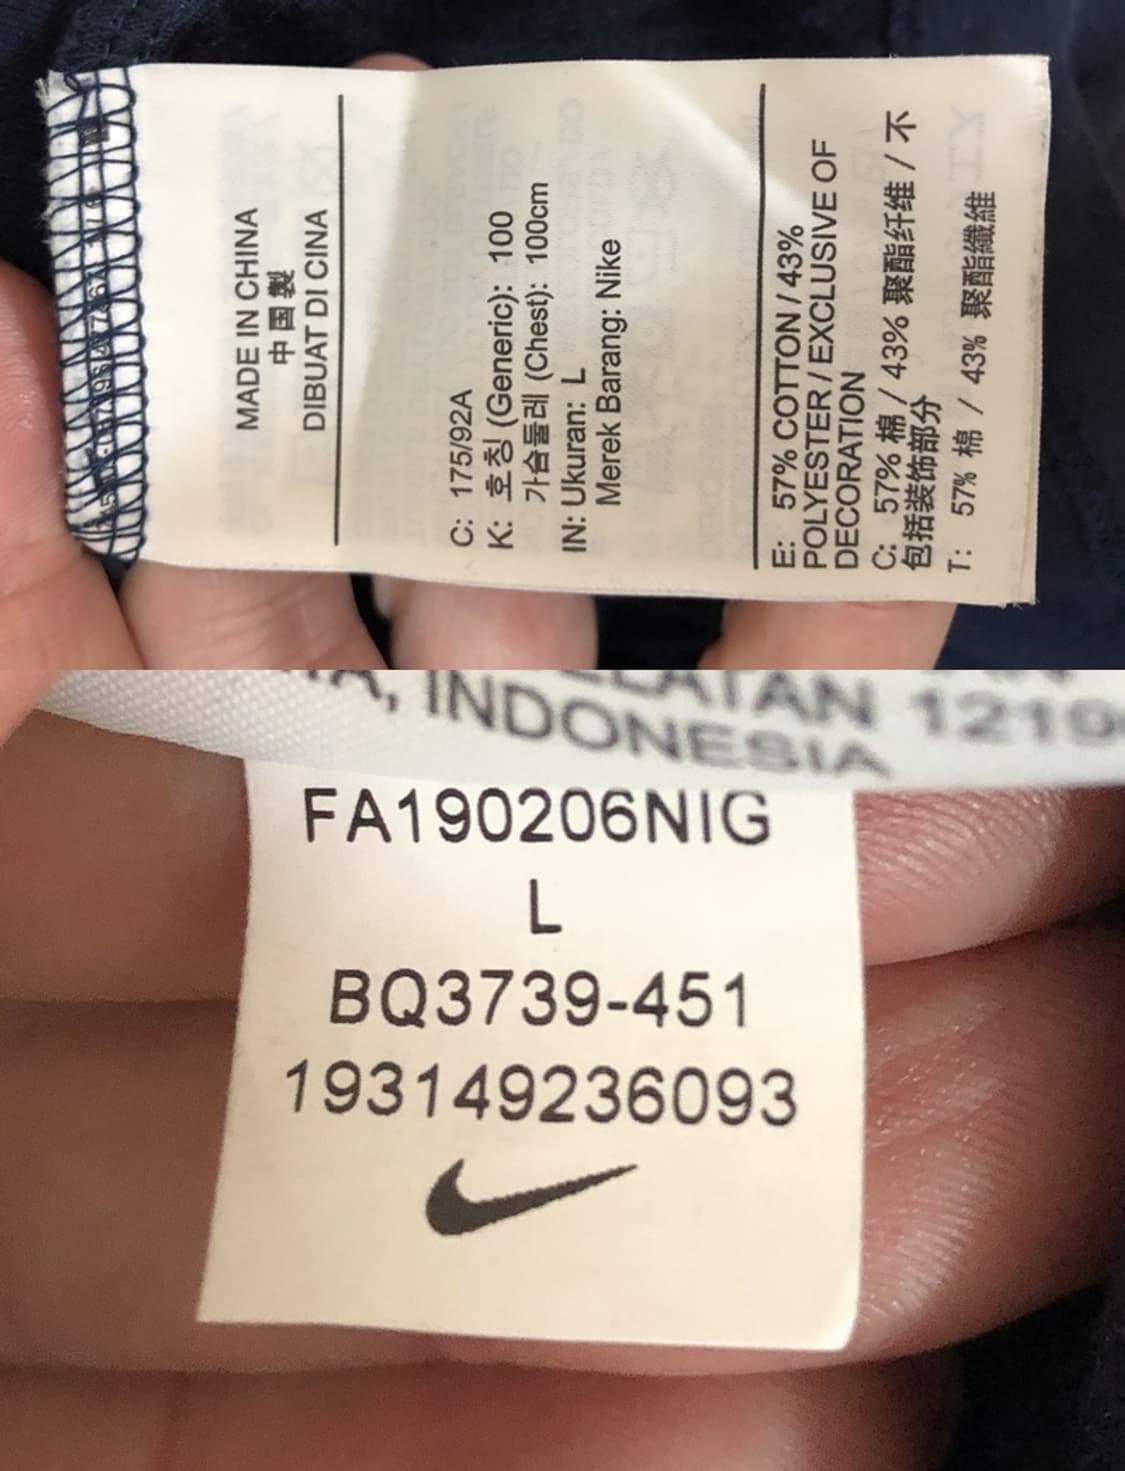 MADE IN CHINA
中国製
DIBUAT DI CINA
C: 175/92A
K: 호칭 (Generic): 100
가슴둘레 (Chest): 100cm
IN: Ukuran: L
Merek Barang: Nike
E: 57% COTTON / 43%
POLYESTER / EXCLUSIVE OF
DECORATION
C: 57% 棉 / 43% 聚酯纤维 / 不
包括装饰部分
T: 57% 棉 / 43% 聚酯纖維
ELATAN 1219
A, INDONESIA
FA190206NIG
L
BQ3739-451
193149236093